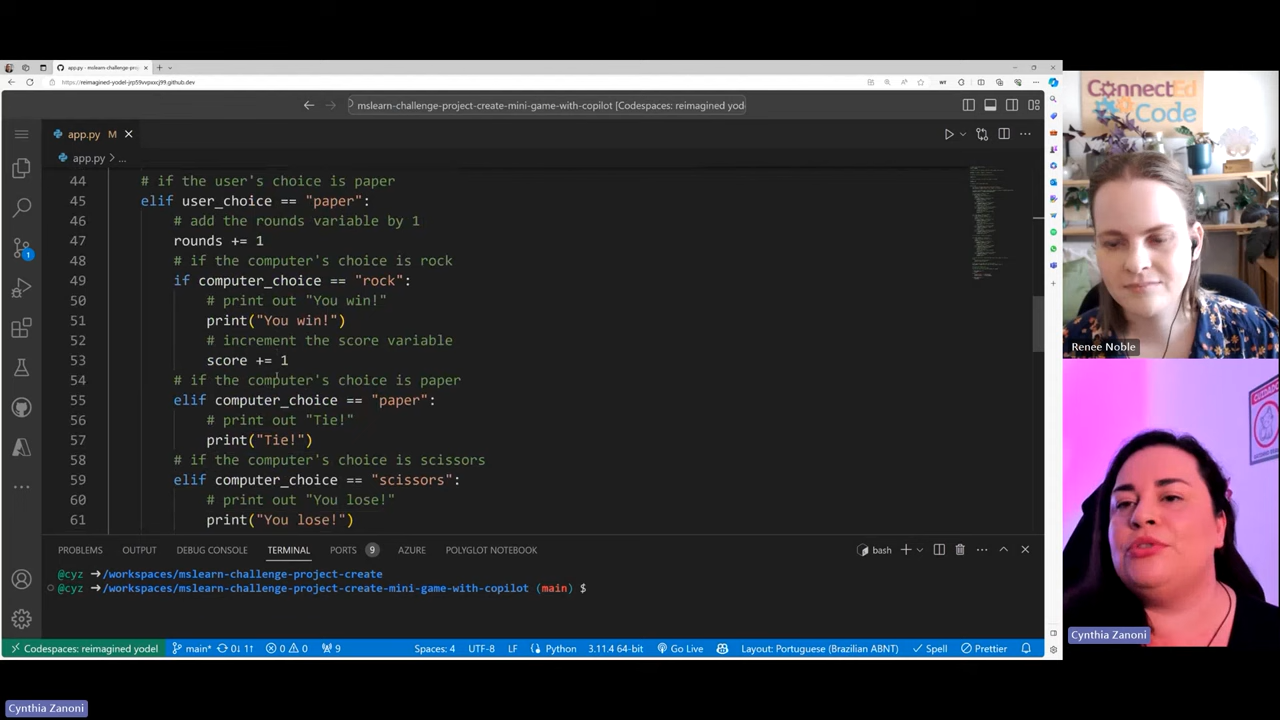 app.py - mslearn-challenge-proj
https://reimagined-yodel-jrp59vvpxxcj99.github.dev
mslearn-challenge-project-create-mini-game-with-copilot [Codespaces: reimagined yod
app.py M
app.py > ...
44 # if the user's choice is paper
45 elif user_choice == "paper":
46 # add the rounds variable by 1
47 rounds += 1
48 # if the computer's choice is rock
49 if computer_choice == "rock":
50 # print out "You win!"
51 print("You win!")
52 # increment the score variable
53 score += 1
54 # if the computer's choice is paper
55 elif computer_choice == "paper":
56 # print out "Tie!"
57 print("Tie!")
58 # if the computer's choice is scissors
59 elif computer_choice == "scissors":
60 # print out "You lose!"
61 print("You lose!")
1
PROBLEMS OUTPUT DEBUG CONSOLE TERMINAL PORTS 9 AZURE POLYGLOT NOTEBOOK
bash
@cyz ➜/workspaces/mslearn-challenge-project-create
@cyz ➜/workspaces/mslearn-challenge-project-create-mini-game-with-copilot (main) $
Codespaces: reimagined yodel main* 0↓ 1↑ 0 0 9 Spaces: 4 UTF-8 LF Python 3.11.4 64-bit Go Live Layout: Portuguese (Brazilian ABNT) Spell Prettier
ConnectEd
Code
Renee Noble
CUIDADO
Cynthia Zanoni
Cynthia Zanoni